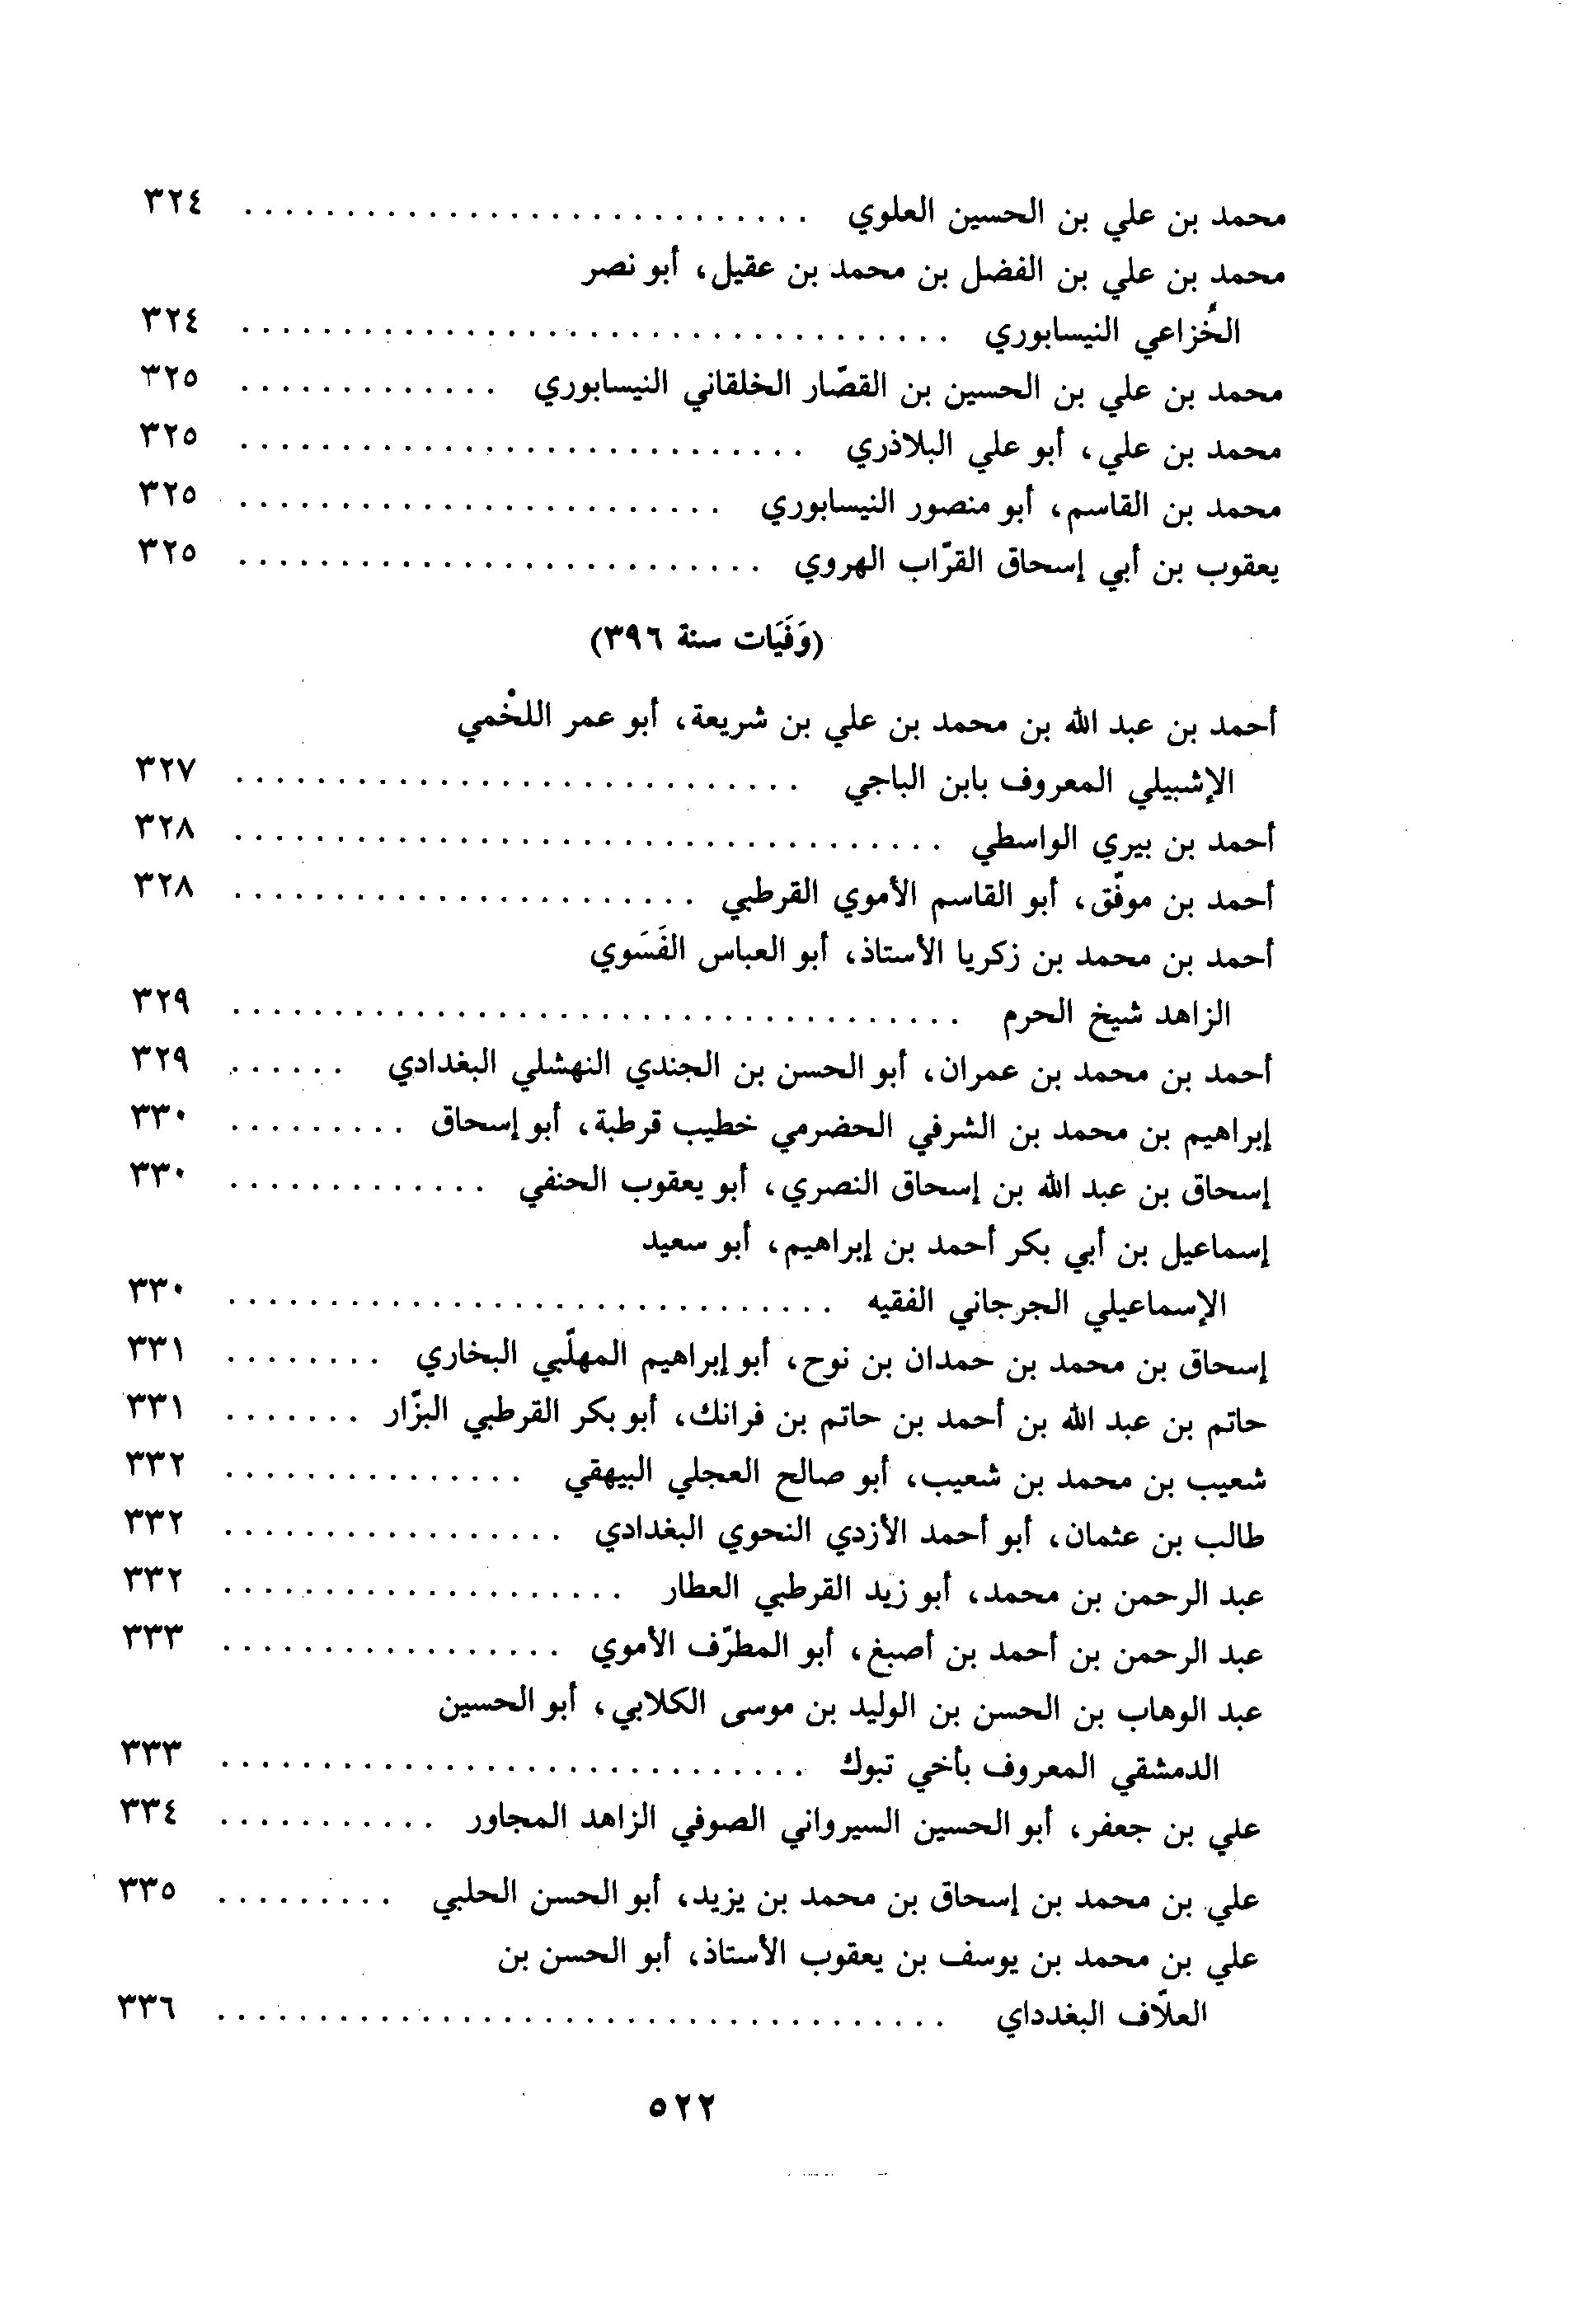 محمد بن علي بن الحسين العلوي . . . . . . . . . . . . . . . . . . . . . . . . . . . . ٣٢٤
محمد بن علي بن الفضل بن محمد بن عقيل، أبو نصر
الخُزاعي النيسابوري . . . . . . . . . . . . . . . . . . . . . . . . . . . . . . . . . . . ٣٢٤
محمد بن علي بن الحسين بن القصّار الخلقاني النيسابوري . . . . . . . . . . . . . ٣٢٥
محمد بن علي، أبو علي البلاذري . . . . . . . . . . . . . . . . . . . . . . . . . . . . ٣٢٥
محمد بن القاسم، أبو منصور النيسابوري . . . . . . . . . . . . . . . . . . . . . . . . ٣٢٥
يعقوب بن أبي إسحاق القرّاب الهروي . . . . . . . . . . . . . . . . . . . . . . . . . . ٣٢٥
(وَفَيَات سنة ٣٩٦)
أحمد بن عبد الله بن محمد بن علي بن شريعة، أبو عمر اللخْمي
الإشبيلي المعروف بابن الباجي . . . . . . . . . . . . . . . . . . . . . . . . . . . . ٣٢٧
أحمد بن بيري الواسطي . . . . . . . . . . . . . . . . . . . . . . . . . . . . . . . . . . . ٣٢٨
أحمد بن موفّق، أبو القاسم الأموي القرطبي . . . . . . . . . . . . . . . . . . . . . . . ٣٢٨
أحمد بن محمد بن زكريا الأستاذ، أبو العباس الفَسَوي
الزاهد شيخ الحرم . . . . . . . . . . . . . . . . . . . . . . . . . . . . . . . . . . . . ٣٢٩
أحمد بن محمد بن عمران، أبو الحسن بن الجندي النهشلي البغدادي . . . . . . ٣٢٩
إبراهيم بن محمد بن الشرفي الحضرمي خطيب قرطبة، أبو إسحاق . . . . . . . . . ٣٣٠
إسحاق بن عبد الله بن إسحاق النصري، أبو يعقوب الحنفي . . . . . . . . . . . . . ٣٣٠
إسماعيل بن أبي بكر أحمد بن إبراهيم، أبو سعيد
الإسماعيلي الجرجاني الفقيه . . . . . . . . . . . . . . . . . . . . . . . . . . . . . . ٣٣٠
إسحاق بن محمد بن حمدان بن نوح، أبو إبراهيم المهلّبي البخاري . . . . . . . . ٣٣١
حاتم بن عبد الله بن أحمد بن حاتم بن فرانك، أبو بكر القرطبي البزّار . . . . . . . ٣٣١
شعيب بن محمد بن شعيب، أبو صالح العجلي البيهقي . . . . . . . . . . . . . . . ٣٣٢
طالب بن عثمان، أبو أحمد الأزدي النحوي البغدادي . . . . . . . . . . . . . . . . . ٣٣٢
عبد الرحمن بن محمد، أبو زيد القرطبي العطار . . . . . . . . . . . . . . . . . . . . ٣٣٢
عبد الرحمن بن أحمد بن أصبغ، أبو المطرّف الأموي . . . . . . . . . . . . . . . . . ٣٣٣
عبد الوهاب بن الحسن بن الوليد بن موسى الكلابي، أبو الحسين
الدمشقي المعروف بأخي تبوك . . . . . . . . . . . . . . . . . . . . . . . . . . . . . ٣٣٣
علي بن جعفر، أبو الحسين السيرواني الصوفي الزاهد المجاور . . . . . . . . . . . ٣٣٤
علي بن محمد بن إسحاق بن محمد بن يزيد، أبو الحسن الحلبي . . . . . . . . . ٣٣٥
علي بن محمد بن يوسف بن يعقوب الأستاذ، أبو الحسن بن
العلّاف البغدداي . . . . . . . . . . . . . . . . . . . . . . . . . . . . . . . . . . . . ٣٣٦
٥٢٢